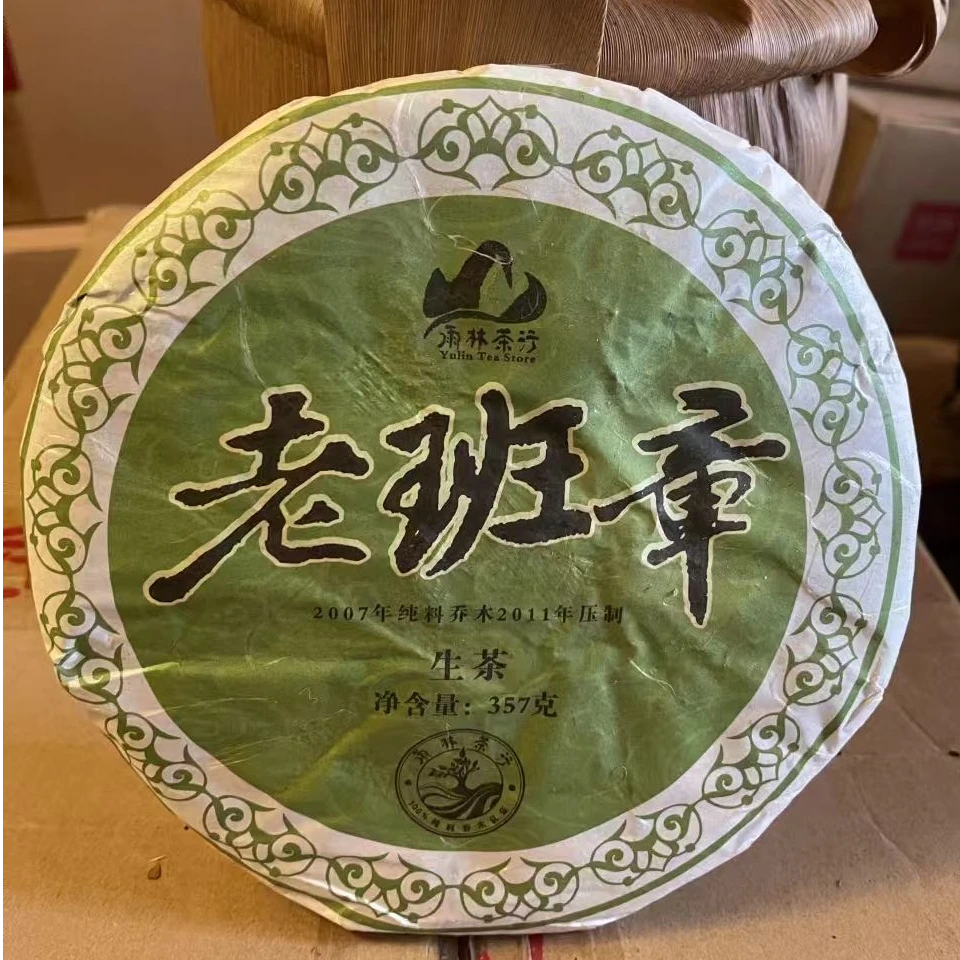 雨林茶行
Yulin Tea Store
老班章
2007年纯料乔木2011年压制
生茶
净含量：357克
雨林茶行